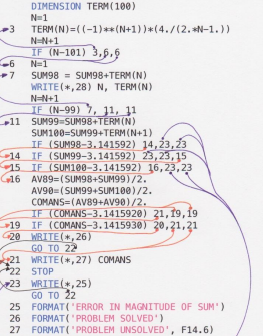 DIMENSION TERM(100)
N=1
3 TERM(N)=((-1)**(N+1))*(4./(2.*N-1.))
N=N+1
IF (N-101) 3,6,6
6 N=1
7 SUM98 = SUM98+TERM(N)
WRITE(*,28) N, TERM(N)
N=N+1
IF (N-99) 7, 11, 11
11 SUM99=SUM98+TERM(N)
SUM100=SUM99+TERM(N+1)
IF (SUM98-3.141592) 14,23,23
14 IF (SUM99-3.141592) 23,23,15
15 IF (SUM100-3.141592) 16,23,23
16 AV89=(SUM98+SUM99)/2.
AV90=(SUM99+SUM100)/2.
COMANS=(AV89+AV90)/2.
IF (COMANS-3.1415920) 21,19,19
19 IF (COMANS-3.1415930) 20,21,21
20 WRITE(*,26)
GO TO 22
21 WRITE(*,27) COMANS
22 STOP
23 WRITE(*,25)
GO TO 22
25 FORMAT('ERROR IN MAGNITUDE OF SUM')
26 FORMAT('PROBLEM SOLVED')
27 FORMAT('PROBLEM UNSOLVED', F14.6)